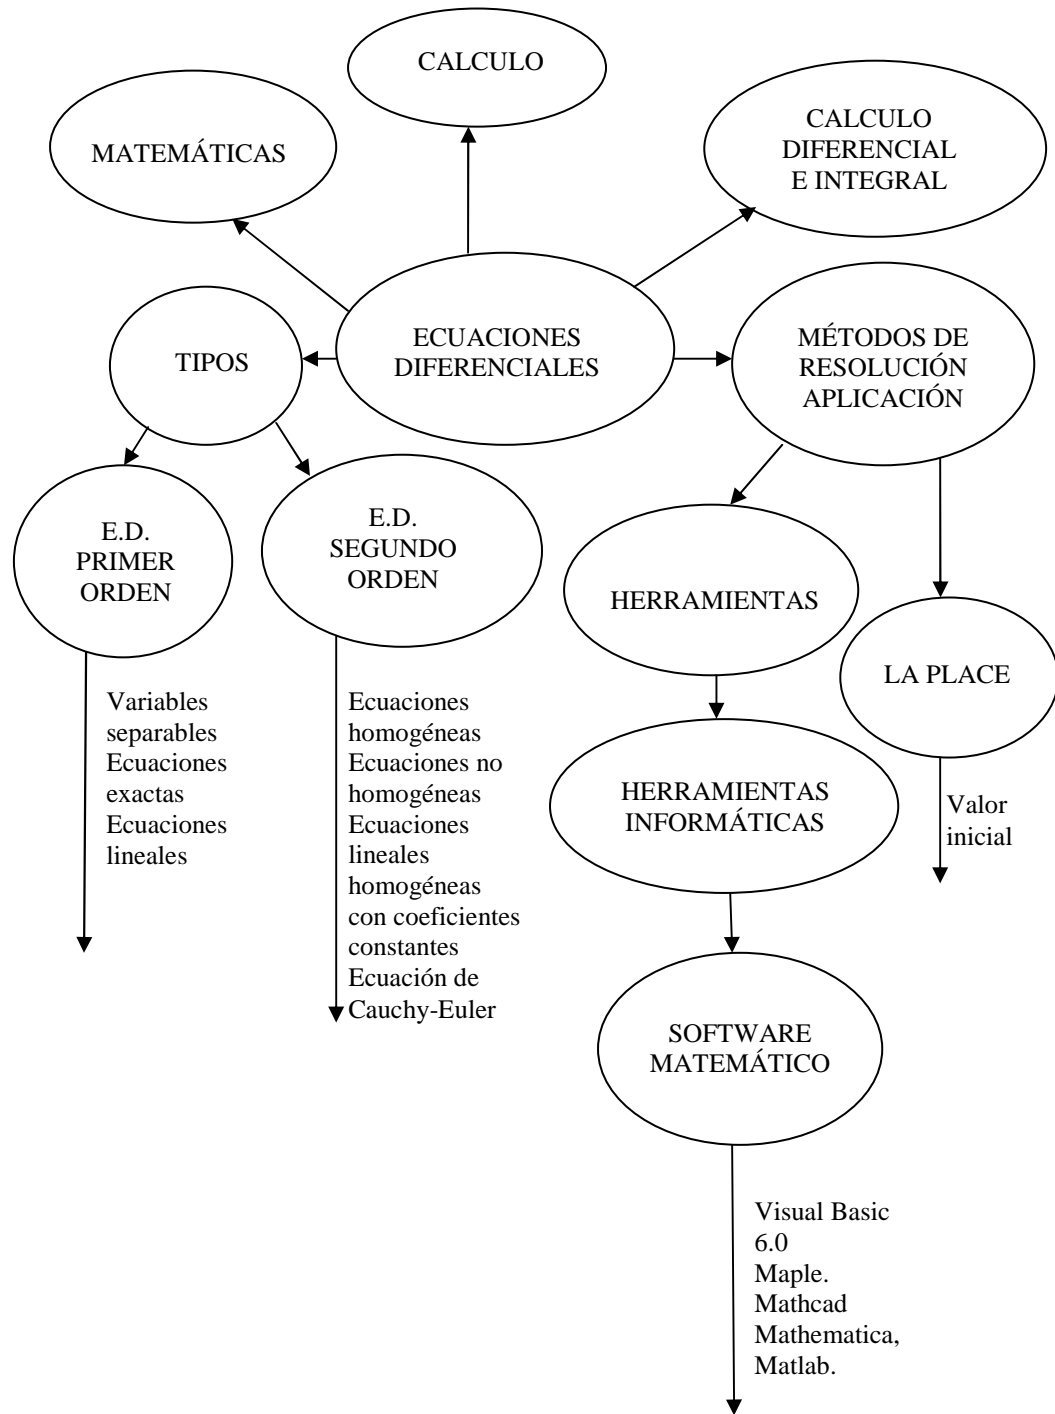 CALCULO
MATEMÁTICAS
CALCULO
DIFERENCIAL
E INTEGRAL
ECUACIONES
DIFERENCIALES
TIPOS
MÉTODOS DE
RESOLUCIÓN
APLICACIÓN
E.D.
PRIMER
ORDEN
E.D.
SEGUNDO
ORDEN
HERRAMIENTAS
LA PLACE
Variables
separables
Ecuaciones
exactas
Ecuaciones
lineales
Ecuaciones
homogéneas
Ecuaciones no
homogéneas
Ecuaciones
lineales
homogéneas
con coeficientes
constantes
Ecuación de
Cauchy-Euler
HERRAMIENTAS
INFORMÁTICAS
Valor
inicial
SOFTWARE
MATEMÁTICO
Visual Basic
6.0
Maple.
Mathcad
Mathematica,
Matlab.